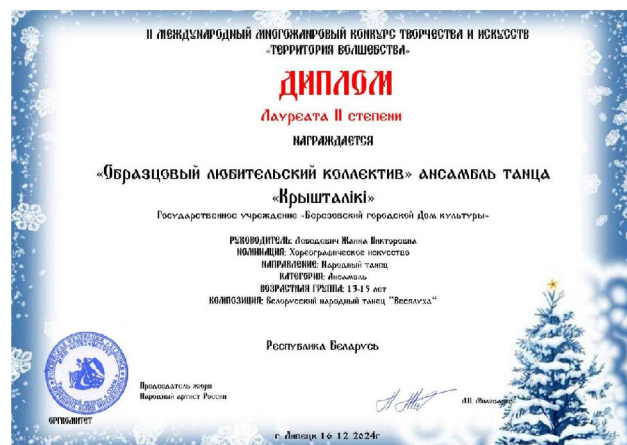 II МЕЖДУНАРОДНЫЙ МНОГОЖАНРОВЫЙ КОНКУРС ТВОРЧЕСТВА И ИСКУССТВ
«ТЕРРИТОРИЯ ВОЛШЕБСТВА»
ДИПЛОМ
Лауреата II степени
НАГРАЖДАЕТСЯ
«Образцовый любительский коллектив» ансамбль танца
«Крышталікі»
Государственное учреждение «Березовский городской Дом культуры»
РУКОВОДИТЕЛЬ: Лебедевич Жанна Викторовна
НОМИНАЦИЯ: Хореографическое искусство
НАПРАВЛЕНИЕ: Народный танец
КАТЕГОРИЯ: Ансамбль
ВОЗРАСТНАЯ ГРУППА: 13-15 лет
КОМПОЗИЦИЯ: Белорусский народный танец "Весялуха"
Республика Беларусь
Председатель жюри
Народный артист России
ОРГКОМИТЕТ
г. Липецк 16 12 2024г